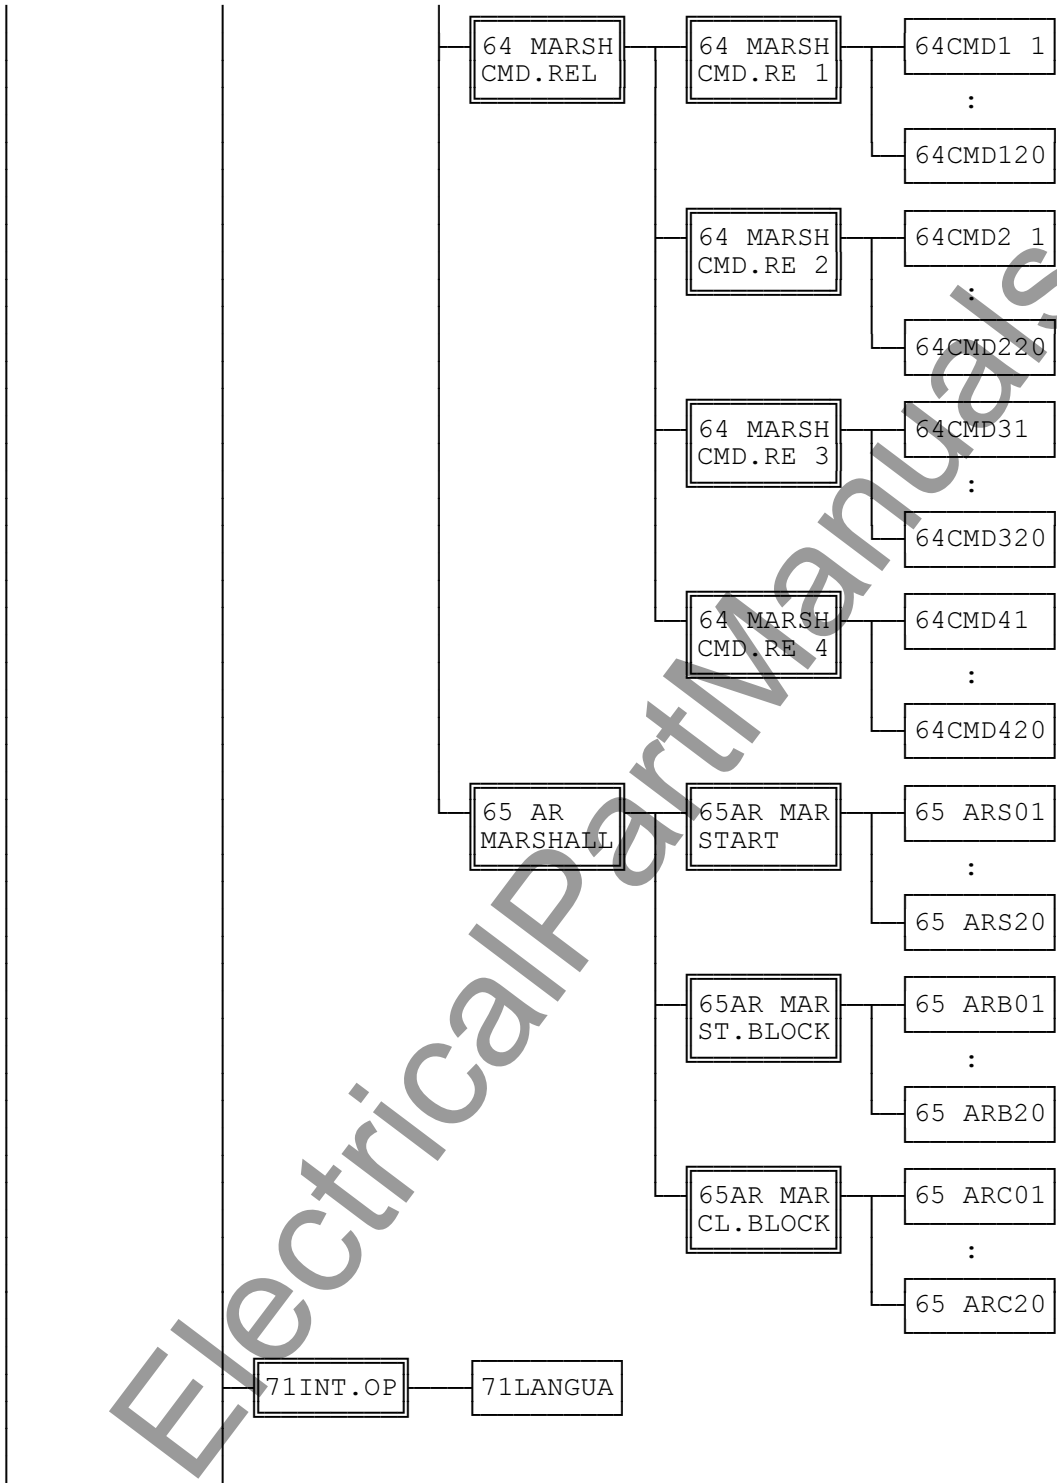 64 MARSH 64 MARSH 64CMD1 1
CMD.REL CMD.RE 1
:
64CMD120
64 MARSH 64CMD2 1
CMD.RE 2
:
64CMD220
64 MARSH 64CMD31
CMD.RE 3
:
64CMD320
64 MARSH 64CMD41
CMD.RE 4
:
64CMD420
65 AR 65AR MAR 65 ARS01
MARSHALL START
:
65 ARS20
65AR MAR 65 ARB01
ST.BLOCK
:
65 ARB20
65AR MAR 65 ARC01
CL.BLOCK
:
65 ARC20
71INT.OP 71LANGUA
ElectricalPartManuals